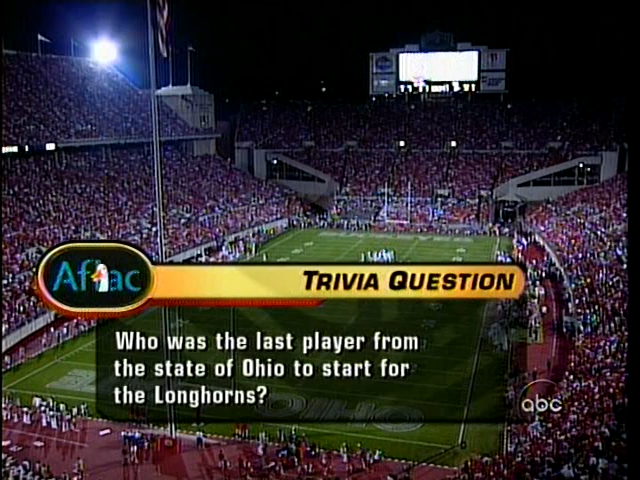 Aflac
TRIVIA QUESTION
Who was the last player from
the state of Ohio to start for
the Longhorns?
abc
OHIO